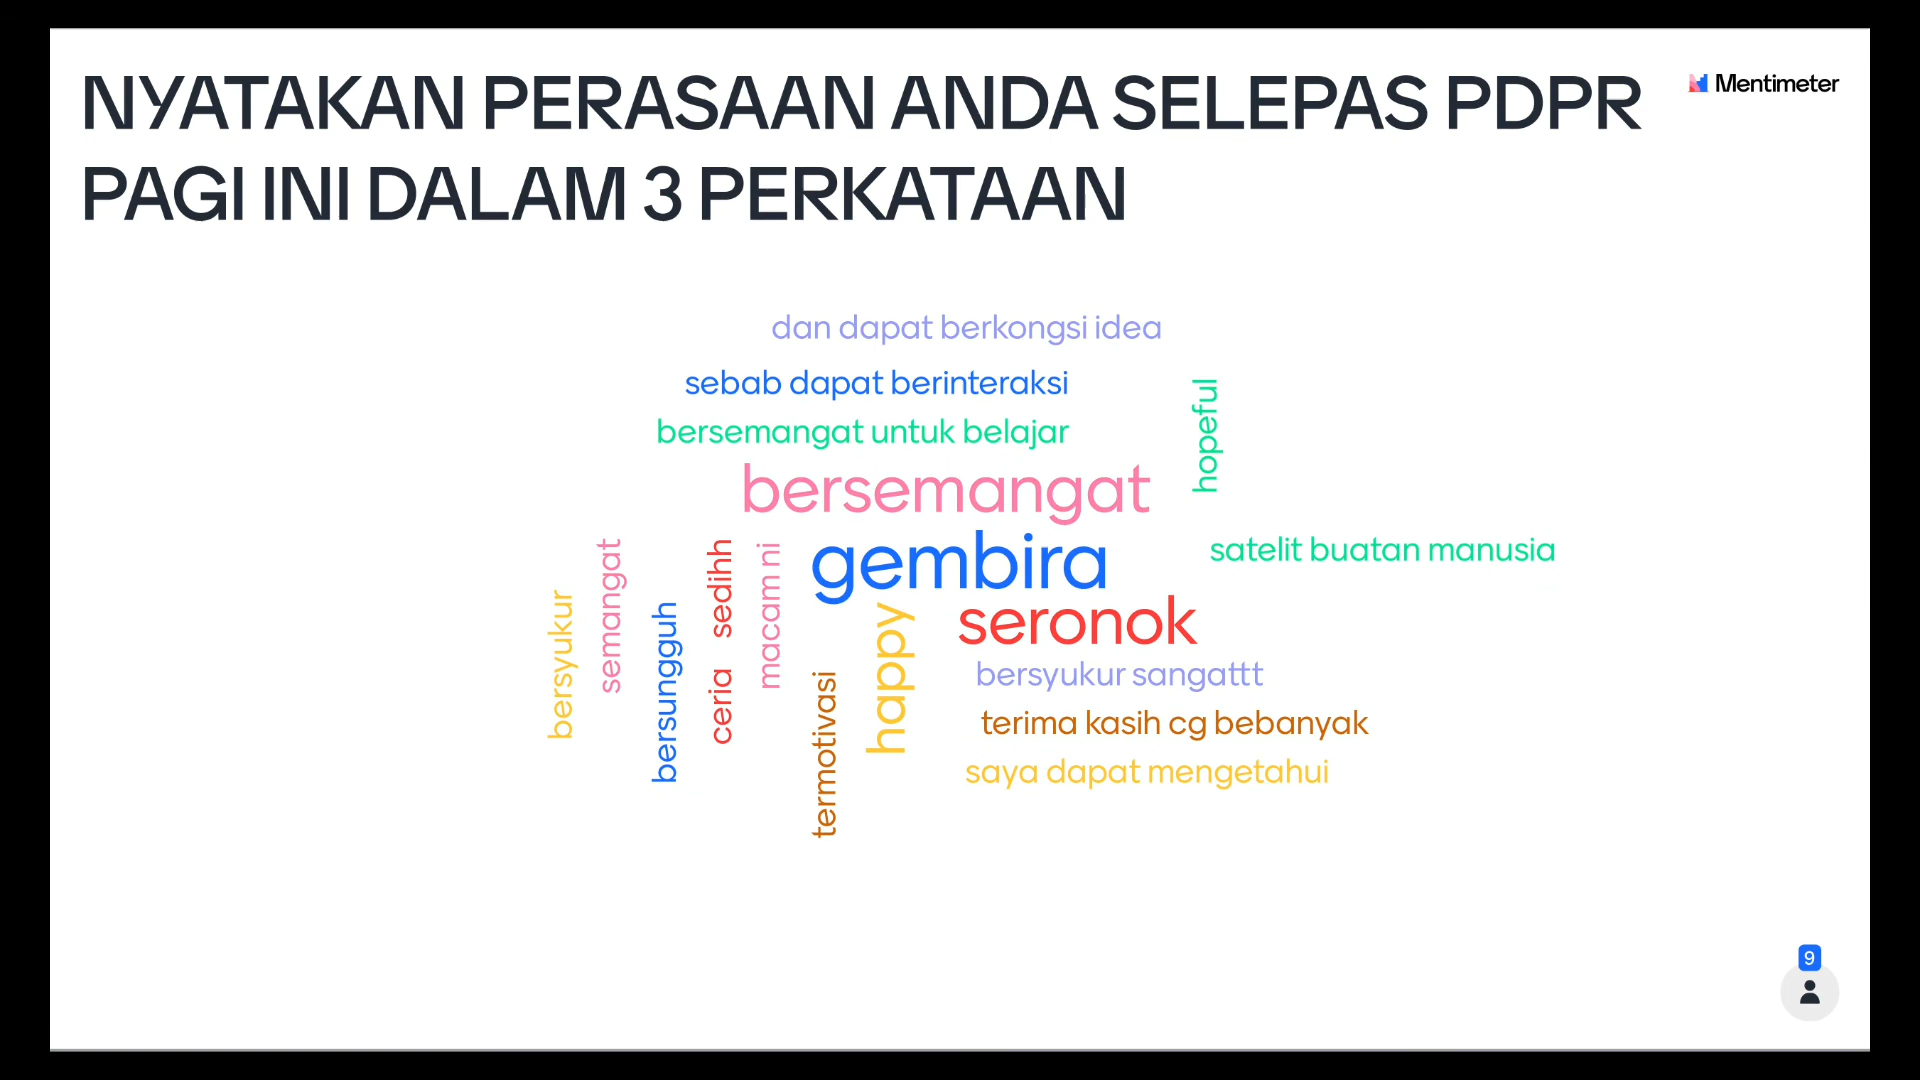 NYATAKAN PERASAAN ANDA SELEPAS PDPR
PAGI INI DALAM 3 PERKATAAN
Mentimeter
dan dapat berkongsi idea
sebab dapat berinteraksi
hopeful
bersemangat untuk belajar
bersemangat
gembira
satelit buatan manusia
bersyukur
semangat
bersungguh
sedihh
ceria
macam ni
termotivasi
happy
seronok
bersyukur sangattt
terima kasih cg bebanyak
saya dapat mengetahui
9